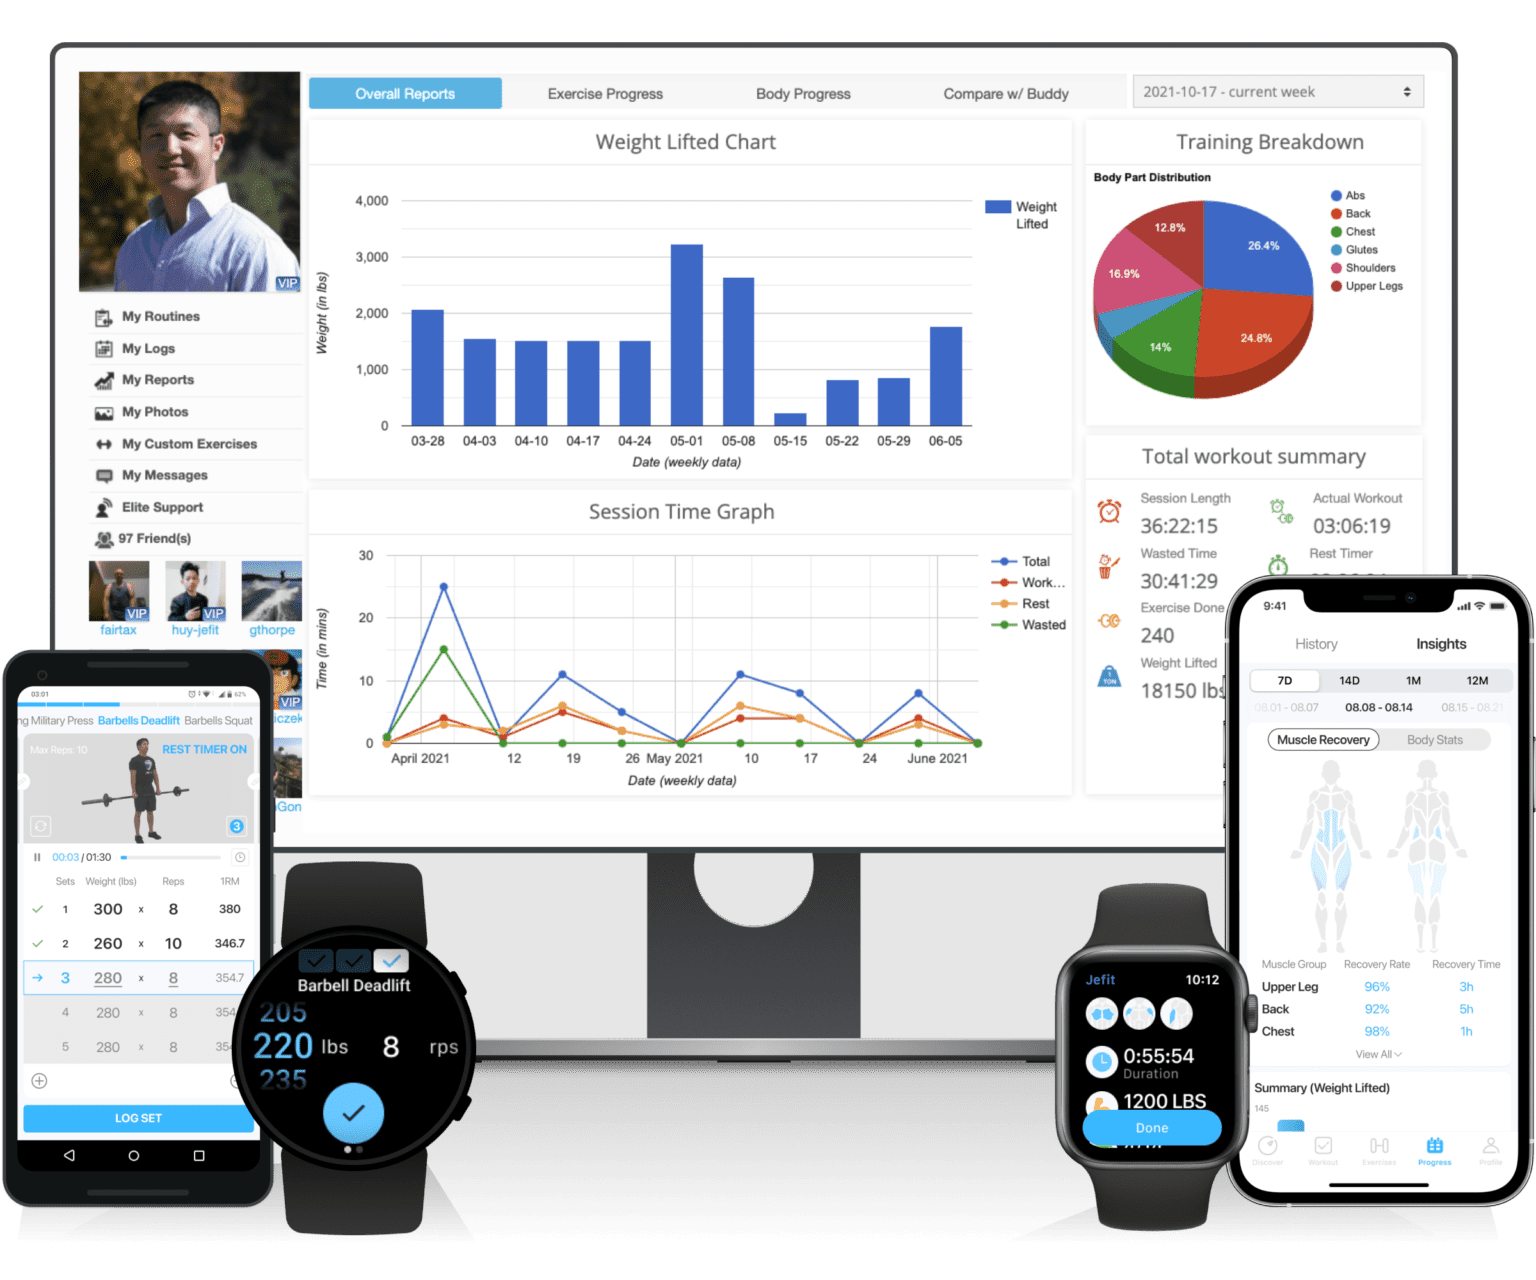 Overall Reports
Exercise Progress
Body Progress
Compare w/ Buddy
2021-10-17 - current week
VIP
My Routines
My Logs
My Reports
My Photos
My Custom Exercises
My Messages
Elite Support
97 Friend(s)
VIP
VIP
fairtax
huy-jefit
gthorpe
VIP
iczek
Gon
Weight Lifted Chart
4,000
3,000
2,000
1,000
0
Weight (in lbs)
Weight
Lifted
03-28 04-03 04-10 04-17 04-24 05-01 05-08 05-15 05-22 05-29 06-05
Date (weekly data)
Session Time Graph
30
20
10
0
Time (in mins)
Total
Work...
Rest
Wasted
April 2021 12 19 26 May 2021 10 17 24 June 2021
Date (weekly data)
Training Breakdown
Body Part Distribution
12.8%
26.4%
16.9%
14%
24.8%
Abs
Back
Chest
Glutes
Shoulders
Upper Legs
Total workout summary
Session Length
36:22:15
Actual Workout
03:06:19
Wasted Time
30:41:29
Rest Timer
Exercise Done
240
1
TON
Weight Lifted
18150 lbs
03:01
62%
ng Military Press Barbells Deadlift Barbells Squat
Max Reps: 10
REST TIMER ON
3
00:03 / 01:30
Sets Weight (lbs) Reps 1RM
1 300 x 8 380
2 260 x 10 346.7
3 280 x 8 354.7
4 280 x 8 354
5 280 x 8 35
LOG SET
Barbell Deadlift
205
220 lbs 8 rps
235
Jefit 10:12
0:55:54
Duration
1200 LBS
Done
9:41
History
Insights
7D 14D 1M 12M
08.01 - 08.07 08.08 - 08.14 08.15 - 08.21
Muscle Recovery
Body Stats
Muscle Group Recovery Rate Recovery Time
Upper Leg 96% 3h
Back 92% 5h
Chest 98% 1h
View All
Summary (Weight Lifted)
145
Discover Workout Exercises Progress Profile